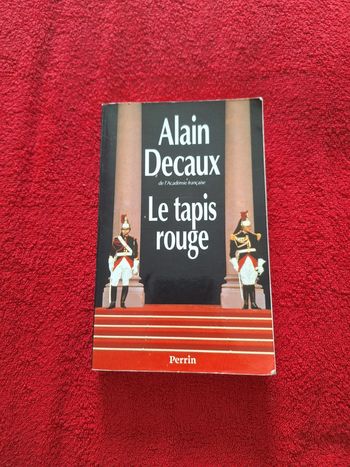 Alain
Decaux
de l'Académie française
Le tapis
rouge
Perrin